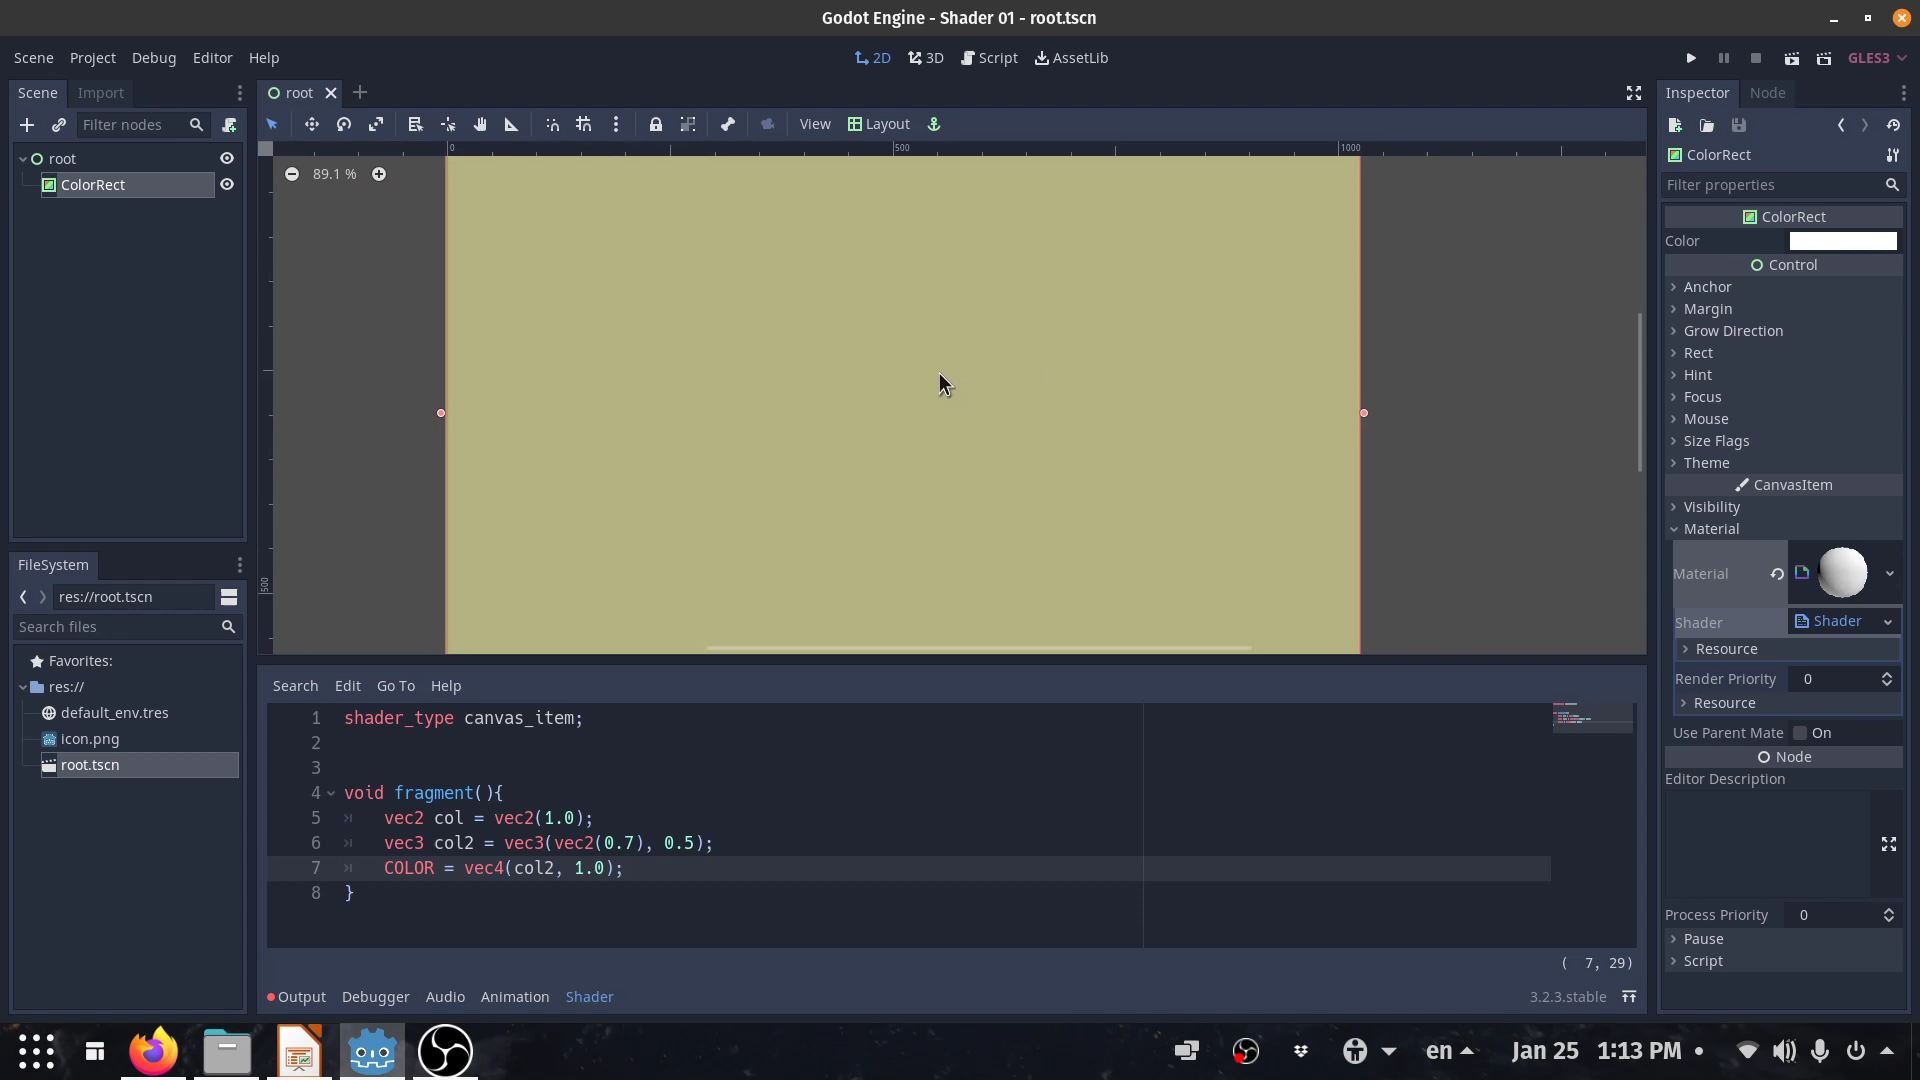 Godot Engine - Shader 01 - root.tscn
Scene Project Debug Editor Help
2D 3D Script AssetLib
GLES3
Scene Import
Filter nodes
root
ColorRect
root
View Layout
0 500 1000
89.1 %
500
FileSystem
res://root.tscn
Search files
Favorites:
res://
default_env.tres
icon.png
root.tscn
Search Edit Go To Help
1 shader_type canvas_item;
2
3
4 void fragment(){
5 vec2 col = vec2(1.0);
6 vec3 col2 = vec3(vec2(0.7), 0.5);
7 COLOR = vec4(col2, 1.0);
8 }
( 7, 29)
Output Debugger Audio Animation Shader
3.2.3.stable
Inspector Node
ColorRect
Filter properties
ColorRect
Color
Control
Anchor
Margin
Grow Direction
Rect
Hint
Focus
Mouse
Size Flags
Theme
CanvasItem
Visibility
Material
Material
Shader Shader
Resource
Render Priority 0
Resource
Use Parent Mate On
Node
Editor Description
Process Priority 0
Pause
Script
en Jan 25 1:13 PM